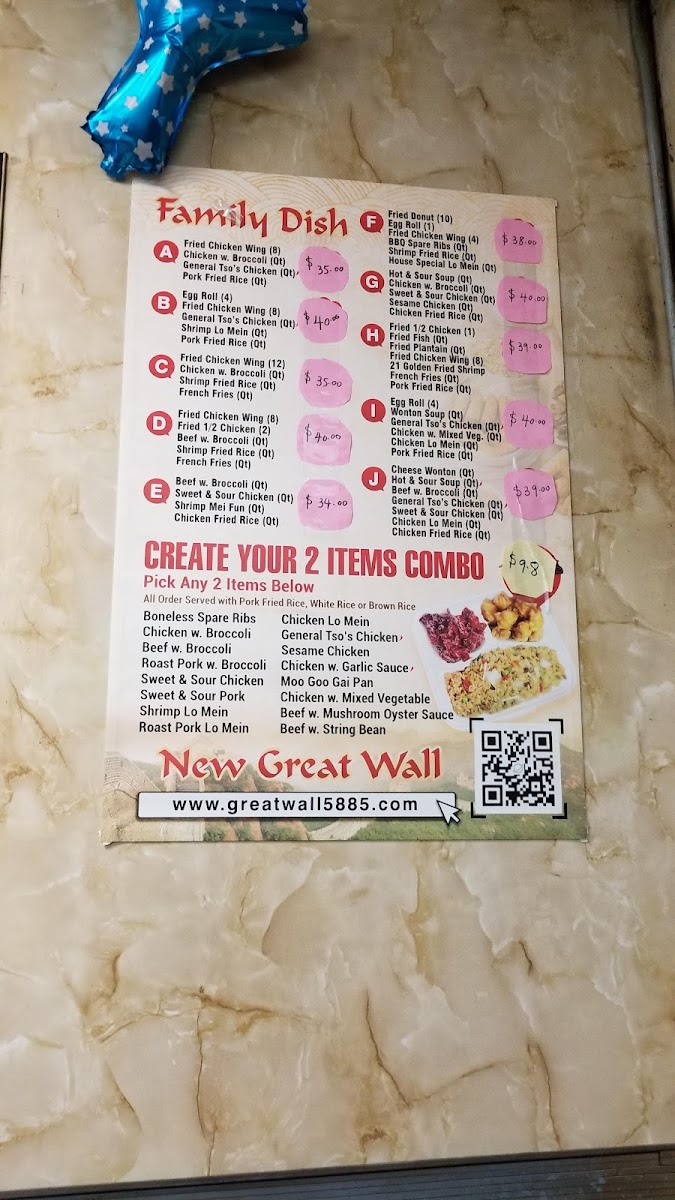 Family Dish
A
Fried Chicken Wing (8)
Chicken w. Broccoli (Qt)
General Tso's Chicken (Qt)
Pork Fried Rice (Qt)
$35.00
B
Egg Roll (4)
Fried Chicken Wing (8)
General Tso's Chicken (Qt)
Shrimp Lo Mein (Qt)
Pork Fried Rice (Qt)
$40.00
C
Fried Chicken Wing (12)
Chicken w. Broccoli (Qt)
Shrimp Fried Rice (Qt)
French Fries (Qt)
$35.00
D
Fried Chicken Wing (8)
Fried 1/2 Chicken (2)
Beef w. Broccoli (Qt)
Shrimp Fried Rice (Qt)
French Fries (Qt)
$40.00
E
Beef w. Broccoli (Qt)
Sweet & Sour Chicken (Qt)
Shrimp Mei Fun (Qt)
Chicken Fried Rice (Qt)
$34.00
F
Fried Donut (10)
Egg Roll (1)
Fried Chicken Wing (4)
BBQ Spare Ribs (Qt)
Shrimp Fried Rice (Qt)
House Special Lo Mein (Qt)
$38.00
G
Hot & Sour Soup (Qt)
Chicken w. Broccoli (Qt)
Sweet & Sour Chicken (Qt)
Sesame Chicken (Qt)
Chicken Fried Rice (Qt)
$40.00
H
Fried 1/2 Chicken (1)
Fried Fish (Qt)
Fried Plantain (Qt)
Fried Chicken Wing (8)
21 Golden Fried Shrimp
French Fries (Qt)
Pork Fried Rice (Qt)
$39.00
I
Egg Roll (4)
Wonton Soup (Qt)
General Tso's Chicken (Qt)
Chicken w. Mixed Veg. (Qt)
Chicken Lo Mein (Qt)
Pork Fried Rice (Qt)
$40.00
J
Cheese Wonton (Qt)
Hot & Sour Soup (Qt)
Beef w. Broccoli (Qt)
General Tso's Chicken (Qt)
Sweet & Sour Chicken (Qt)
Chicken Lo Mein (Qt)
Chicken Fried Rice (Qt)
$39.00
CREATE YOUR 2 ITEMS COMBO
$9.8
Pick Any 2 Items Below
All Order Served with Pork Fried Rice, White Rice or Brown Rice
Boneless Spare Ribs
Chicken w. Broccoli
Beef w. Broccoli
Roast Pork w. Broccoli
Sweet & Sour Chicken
Sweet & Sour Pork
Shrimp Lo Mein
Roast Pork Lo Mein
Chicken Lo Mein
General Tso's Chicken
Sesame Chicken
Chicken w. Garlic Sauce
Moo Goo Gai Pan
Chicken w. Mixed Vegetable
Beef w. Mushroom Oyster Sauce
Beef w. String Bean
New Great Wall
www.greatwall5885.com